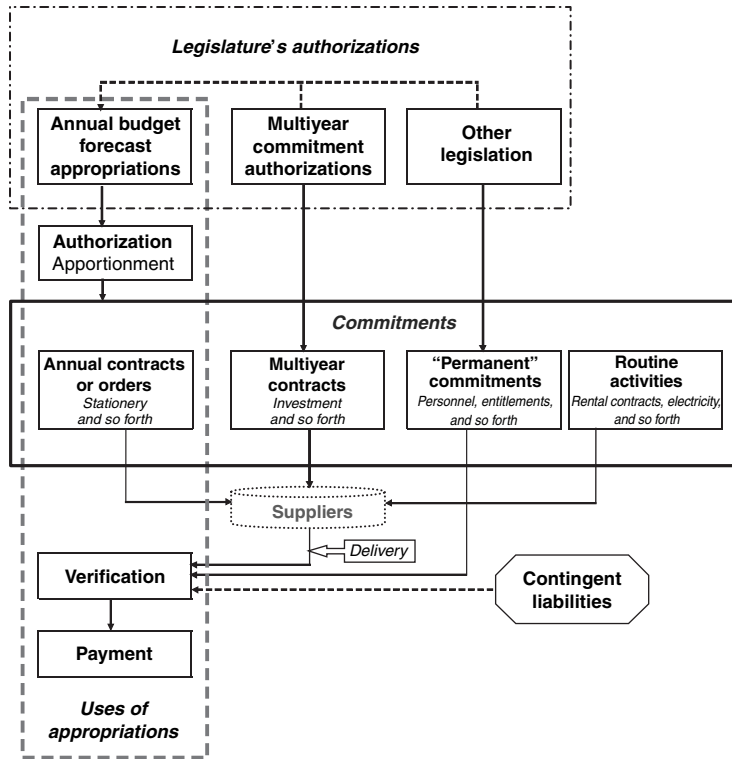 Legislature's authorizations
Annual budget
forecast
appropriations
Multiyear
commitment
authorizations
Other
legislation
Authorization
Apportionment
Commitments
Annual contracts
or orders
Stationery
and so forth
Multiyear
contracts
Investment
and so forth
“Permanent”
commitments
Personnel, entitlements,
and so forth
Routine
activities
Rental contracts, electricity,
and so forth
Suppliers
Delivery
Verification
Contingent
liabilities
Payment
Uses of
appropriations